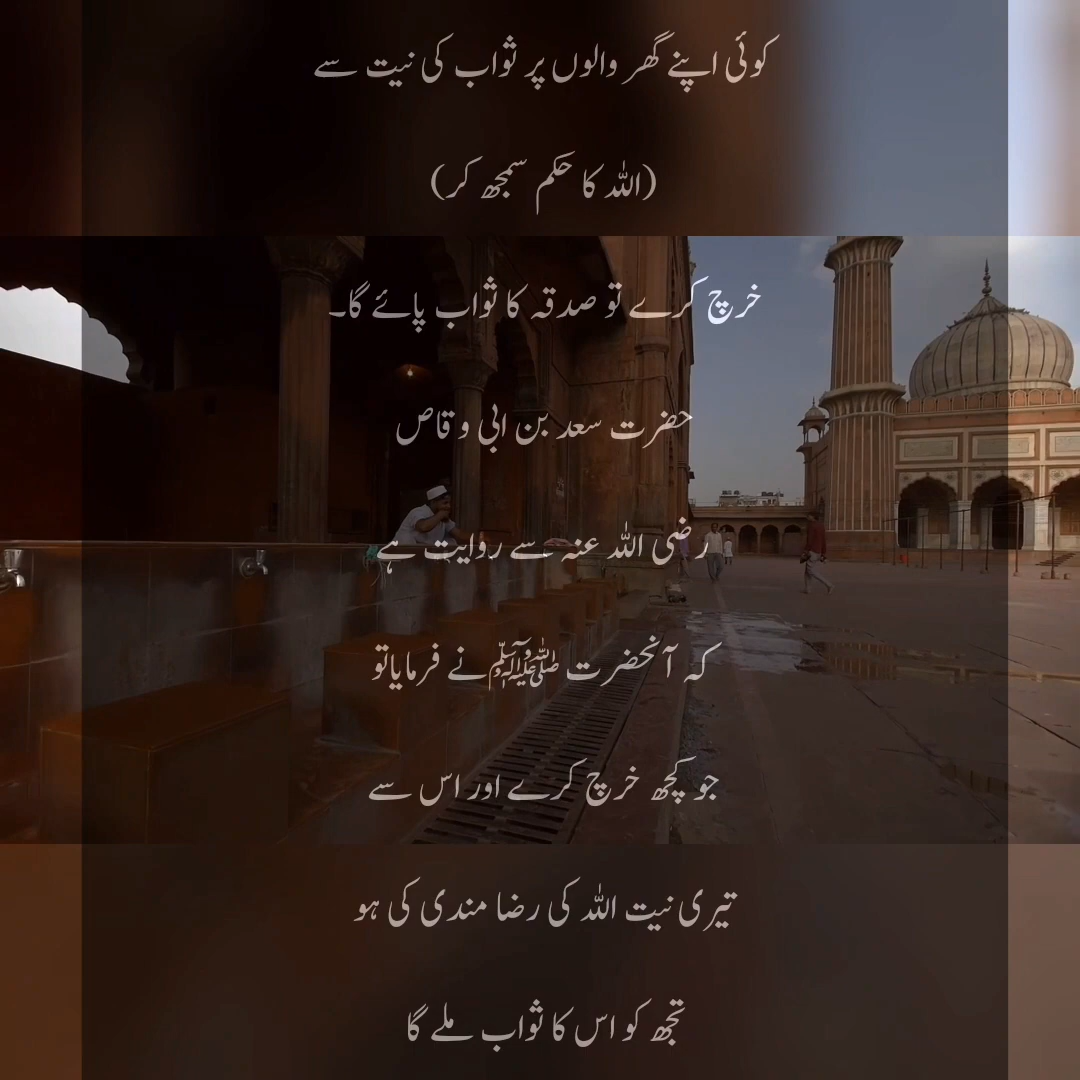 کوئی اپنے گھر والوں پر ثواب کی نیت سے
(اللہ کا حکم سمجھ کر)
خرچ کرے تو صدقہ کا ثواب پائے گا۔
حضرت سعد بن ابی وقاص
رضی اللہ عنہ سے روایت ہے
کہ آنحضرت ﷺ نے فرمایاتو
جو کچھ خرچ کرے اور اس سے
تیری نیت اللہ کی رضا مندی کی ہو
تجھ کو اس کا ثواب ملے گا